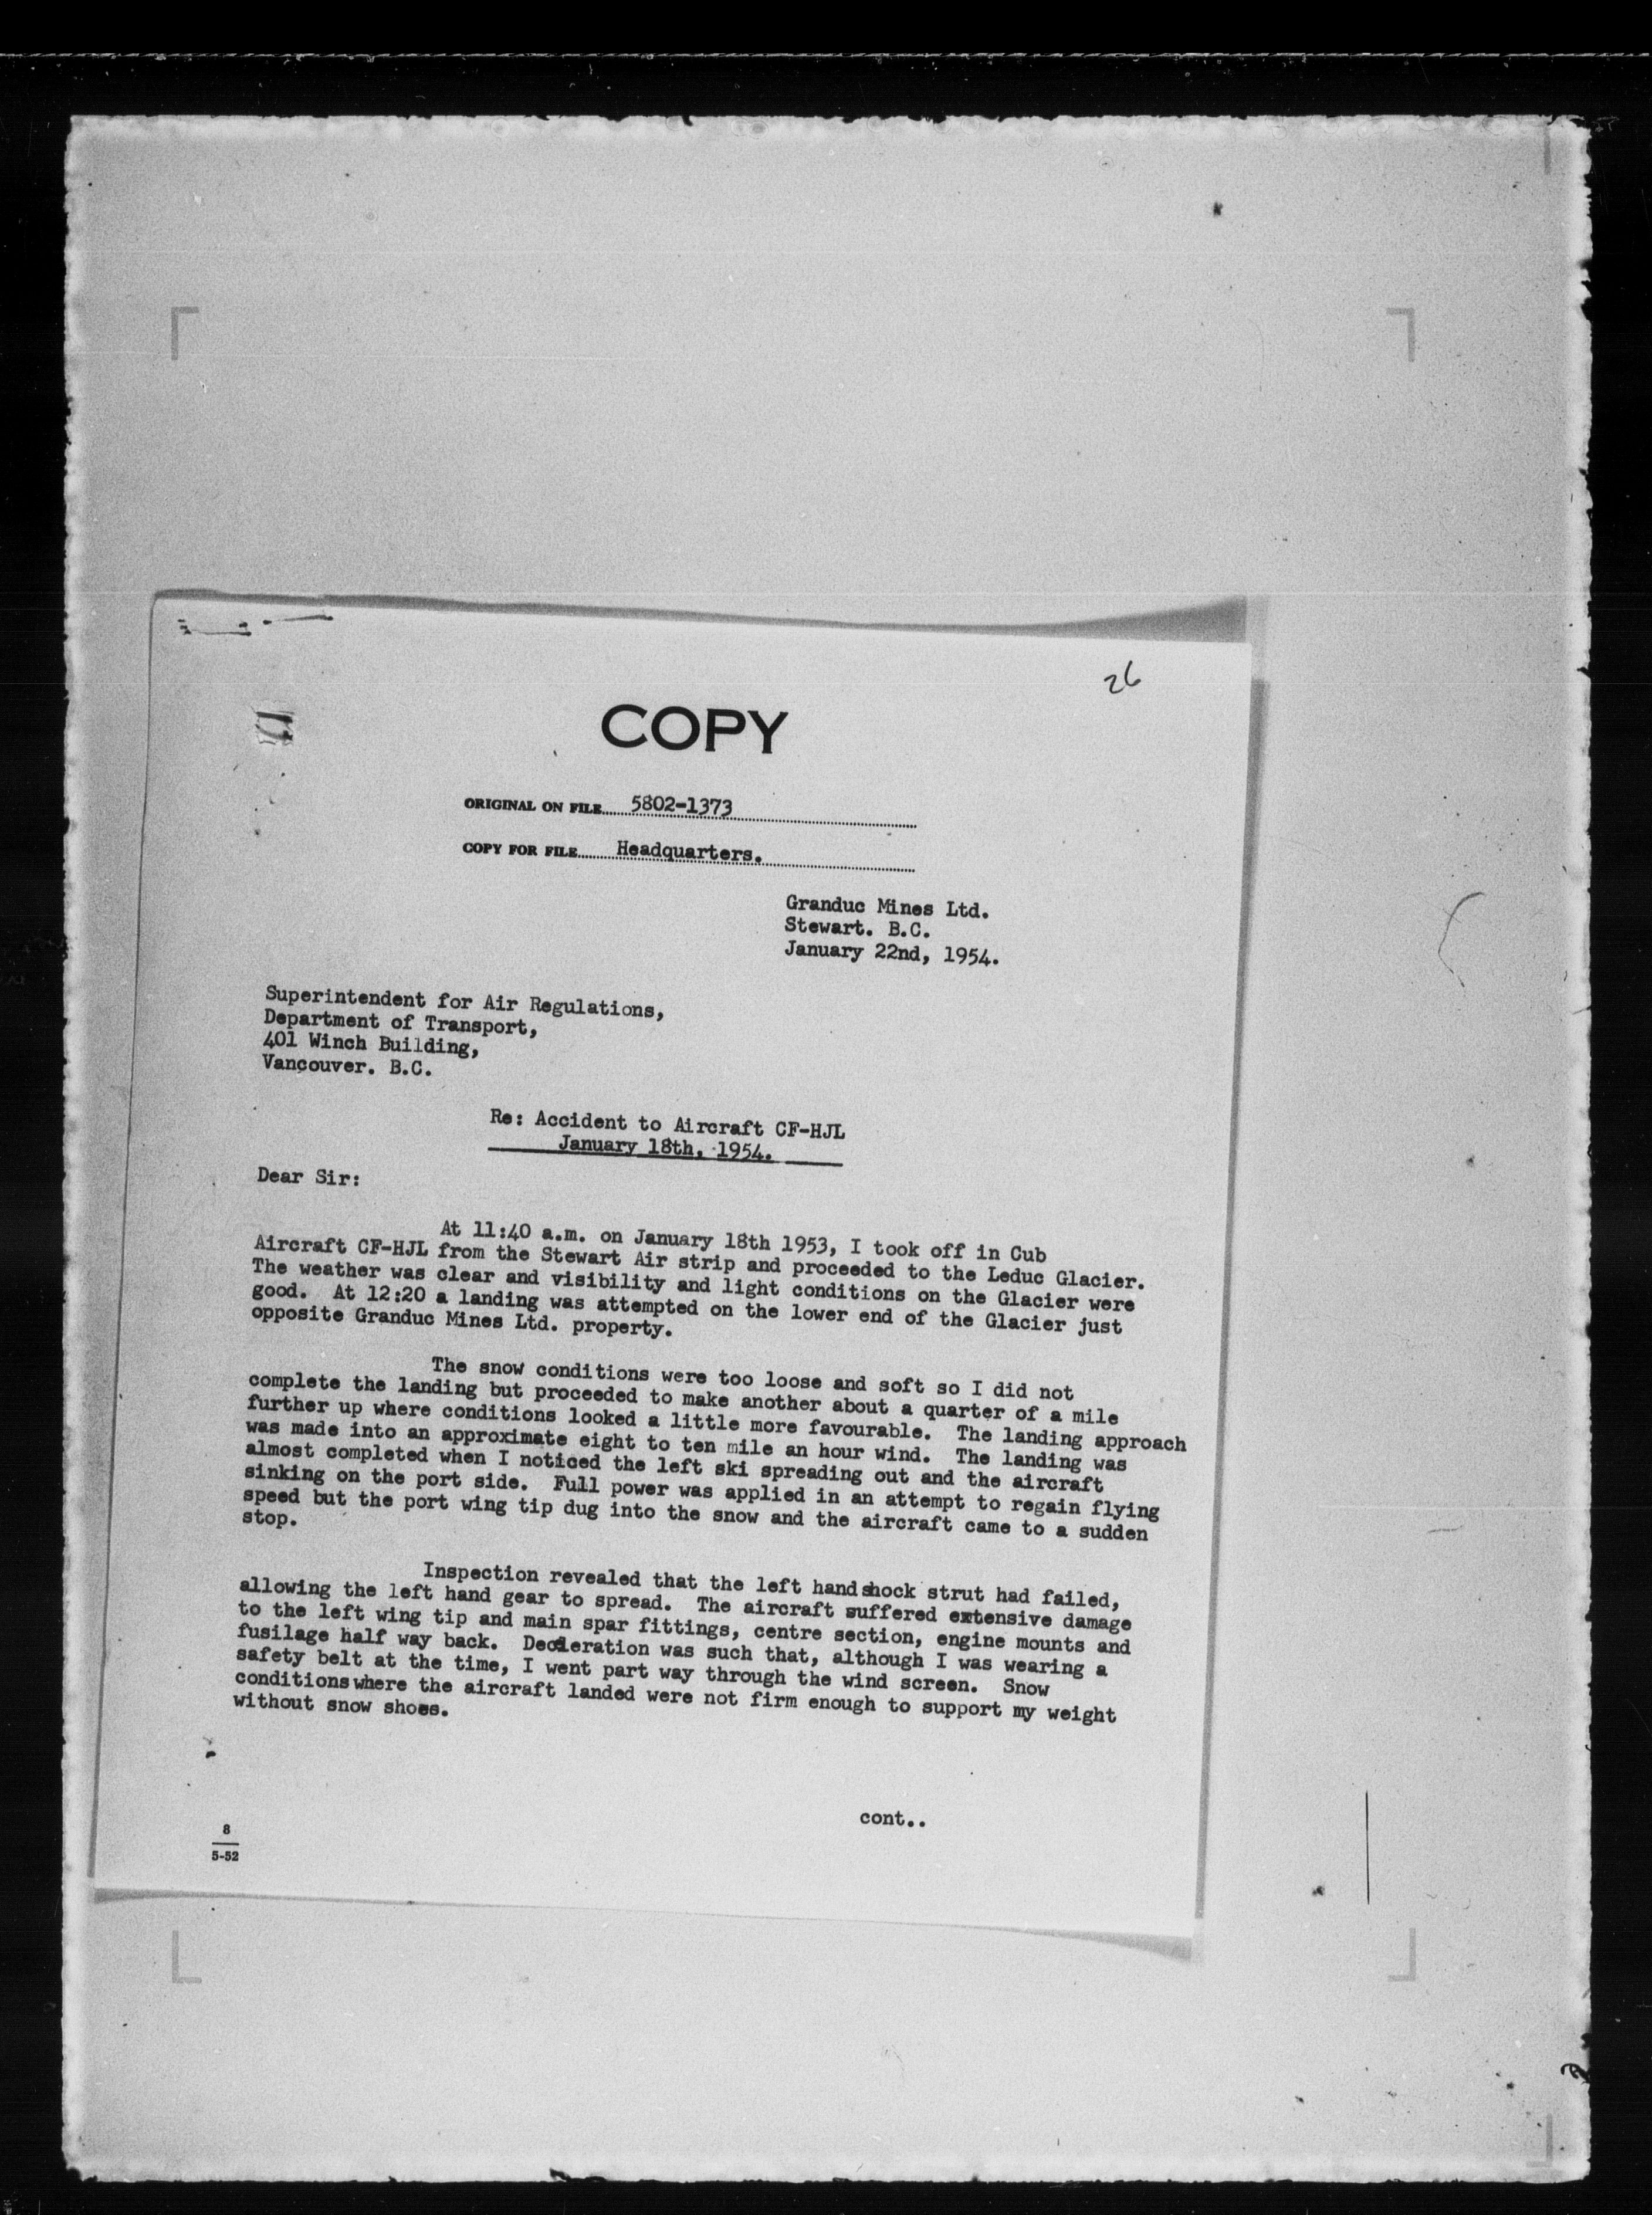 26
COPY
ORIGINAL ON FILE 5802-1373
COPY FOR FILE Headquarters.
Granduc Mines Ltd.
Stewart. B.C.
January 22nd, 1954.
Superintendent for Air Regulations,
Department of Transport,
401 Winch Building,
Vancouver. B.C.
Re: Accident to Aircraft CF-HJL
January 18th, 1954.
Dear Sir:
At 11:40 a.m. on January 18th 1953, I took off in Cub
Aircraft CF-HJL from the Stewart Air strip and proceeded to the Leduc Glacier.
The weather was clear and visibility and light conditions on the Glacier were
good. At 12:20 a landing was attempted on the lower end of the Glacier just
opposite Granduc Mines Ltd. property.
The snow conditions were too loose and soft so I did not
complete the landing but proceeded to make another about a quarter of a mile
further up where conditions looked a little more favourable. The landing approach
was made into an approximate eight to ten mile an hour wind. The landing was
almost completed when I noticed the left ski spreading out and the aircraft
sinking on the port side. Full power was applied in an attempt to regain flying
speed but the port wing tip dug into the snow and the aircraft came to a sudden
stop.
Inspection revealed that the left hand shock strut had failed,
allowing the left hand gear to spread. The aircraft suffered extensive damage
to the left wing tip and main spar fittings, centre section, engine mounts and
fusilage half way back. Decleration was such that, although I was wearing a
safety belt at the time, I went part way through the wind screen. Snow
conditions where the aircraft landed were not firm enough to support my weight
without snow shoes.
cont..
8
5-52